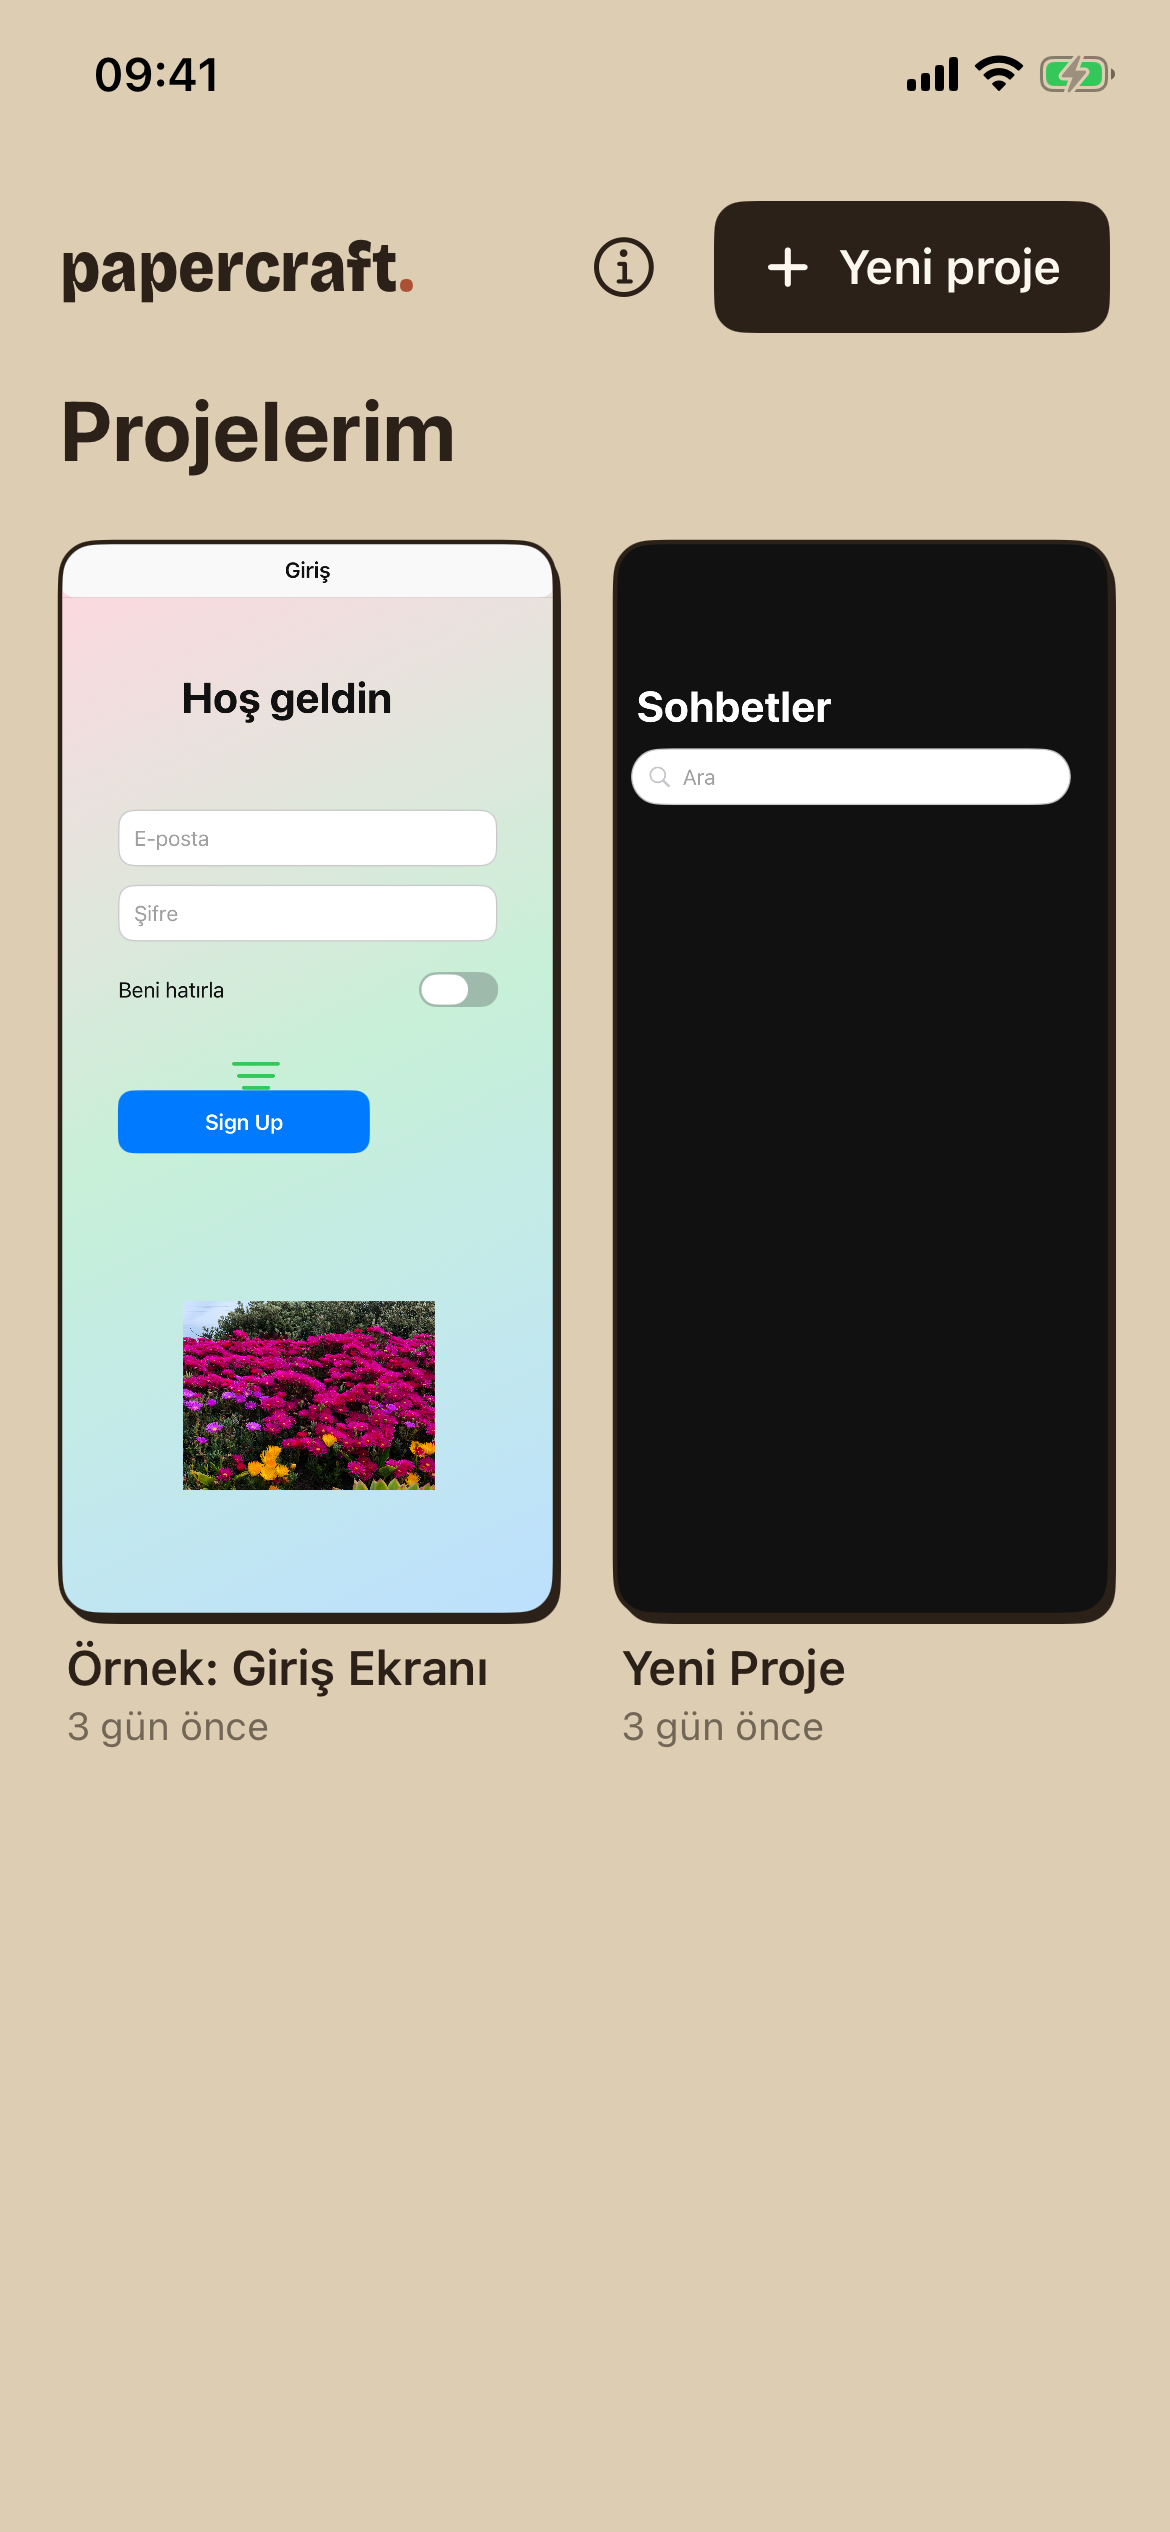 09:41
papercraft.
Yeni proje
Projelerim
Giriş
Hoş geldin
E-posta
Şifre
Beni hatırla
Sign Up
Sohbetler
Ara
Örnek: Giriş Ekranı
3 gün önce
Yeni Proje
3 gün önce